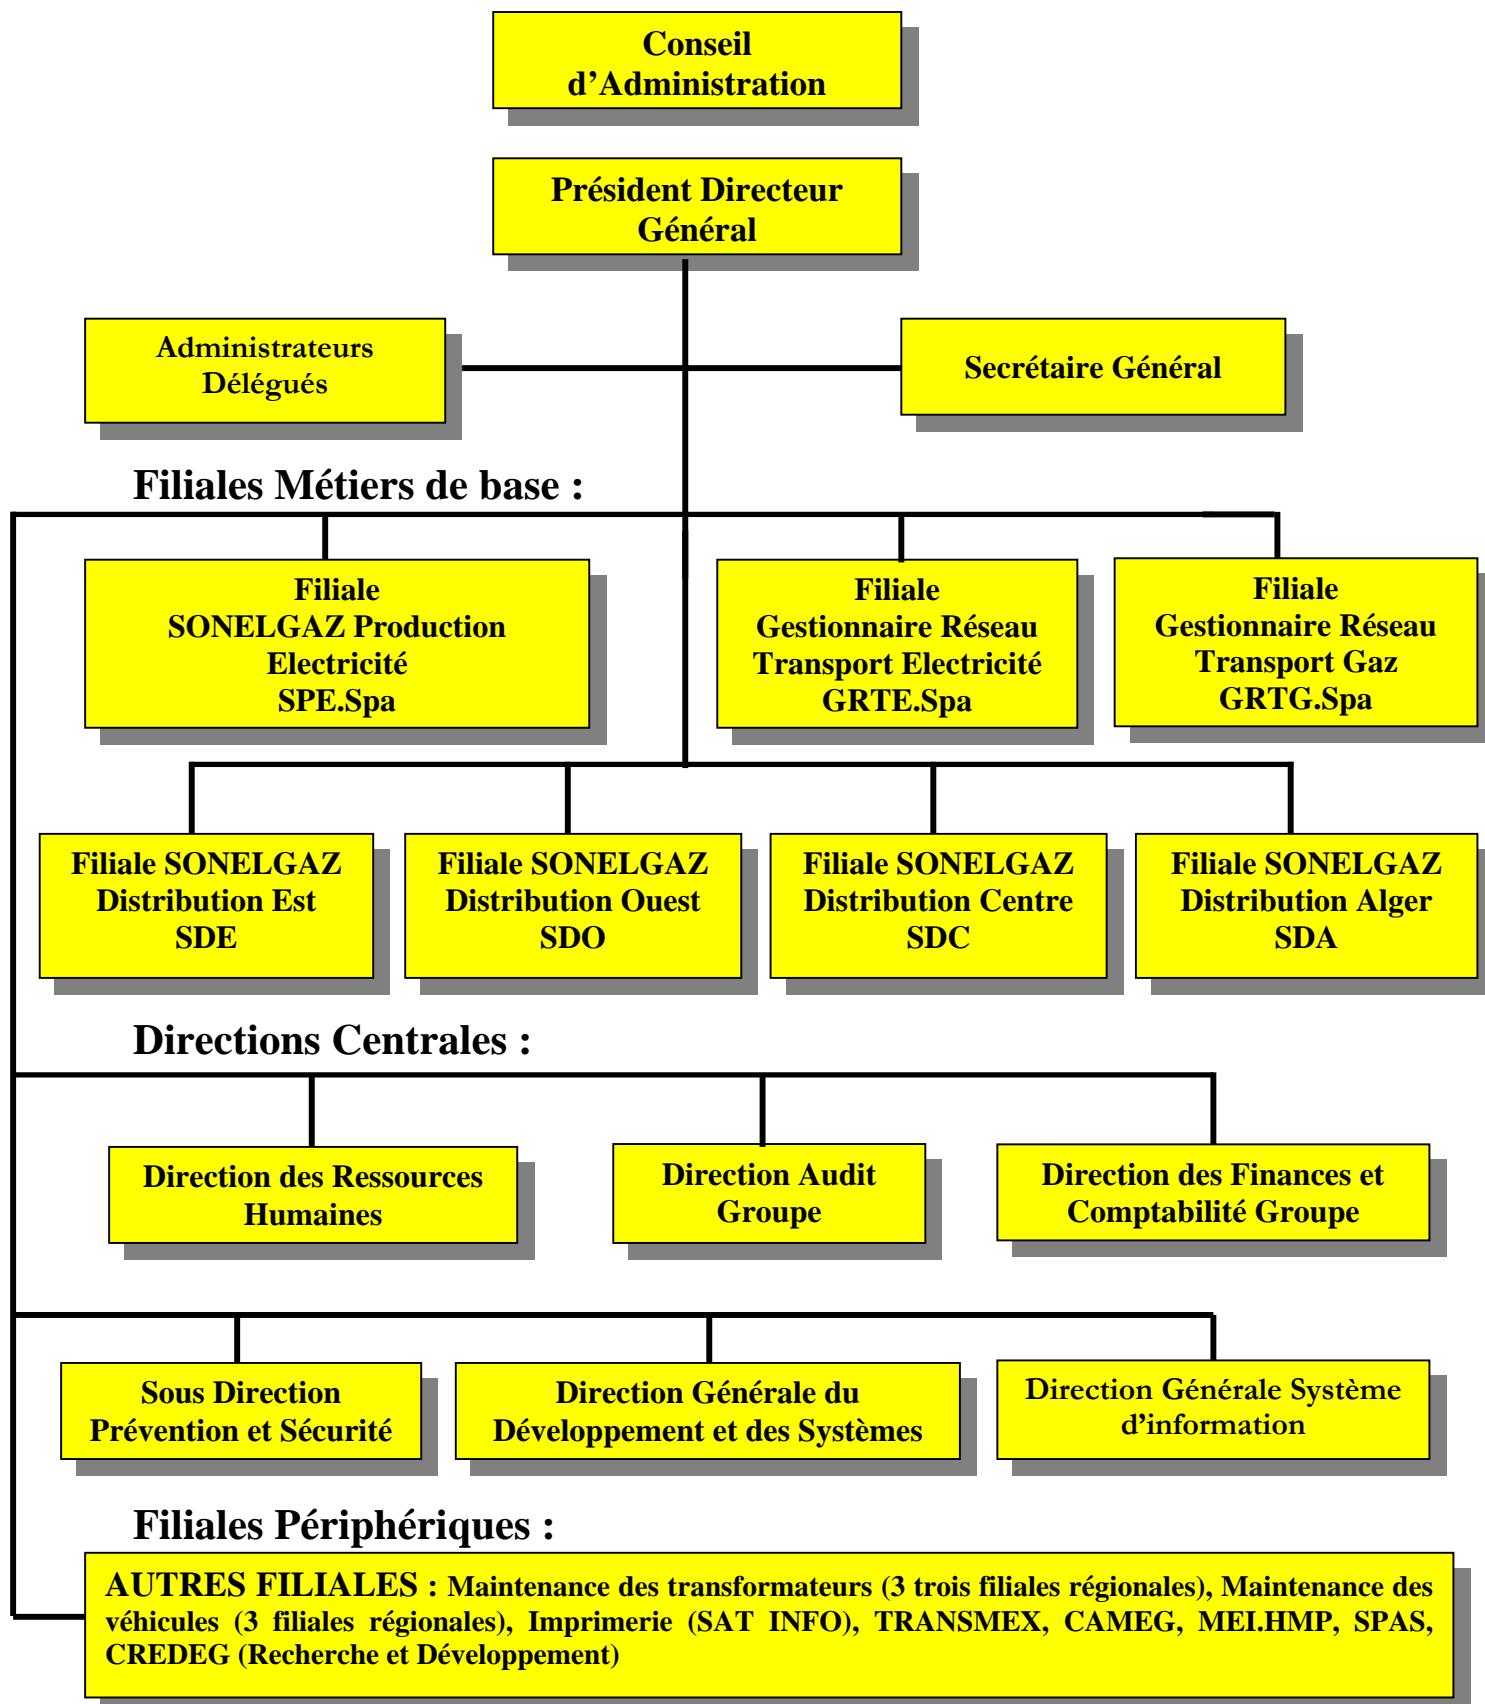 Conseil
d’Administration
Président Directeur
Général
Administrateurs
Délégués
Secrétaire Général
Filiales Métiers de base :
Filiale
SONELGAZ Production
Electricité
SPE.Spa
Filiale
Gestionnaire Réseau
Transport Electricité
GRTE.Spa
Filiale
Gestionnaire Réseau
Transport Gaz
GRTG.Spa
Filiale SONELGAZ
Distribution Est
SDE
Filiale SONELGAZ
Distribution Ouest
SDO
Filiale SONELGAZ
Distribution Centre
SDC
Filiale SONELGAZ
Distribution Alger
SDA
Directions Centrales :
Direction des Ressources
Humaines
Direction Audit
Groupe
Direction des Finances et
Comptabilité Groupe
Sous Direction
Prévention et Sécurité
Direction Générale du
Développement et des Systèmes
Direction Générale Système
d’information
Filiales Périphériques :
AUTRES FILIALES : Maintenance des transformateurs (3 trois filiales régionales), Maintenance des
véhicules (3 filiales régionales), Imprimerie (SAT INFO), TRANSMEX, CAMEG, MEI.HMP, SPAS,
CREDEG (Recherche et Développement)